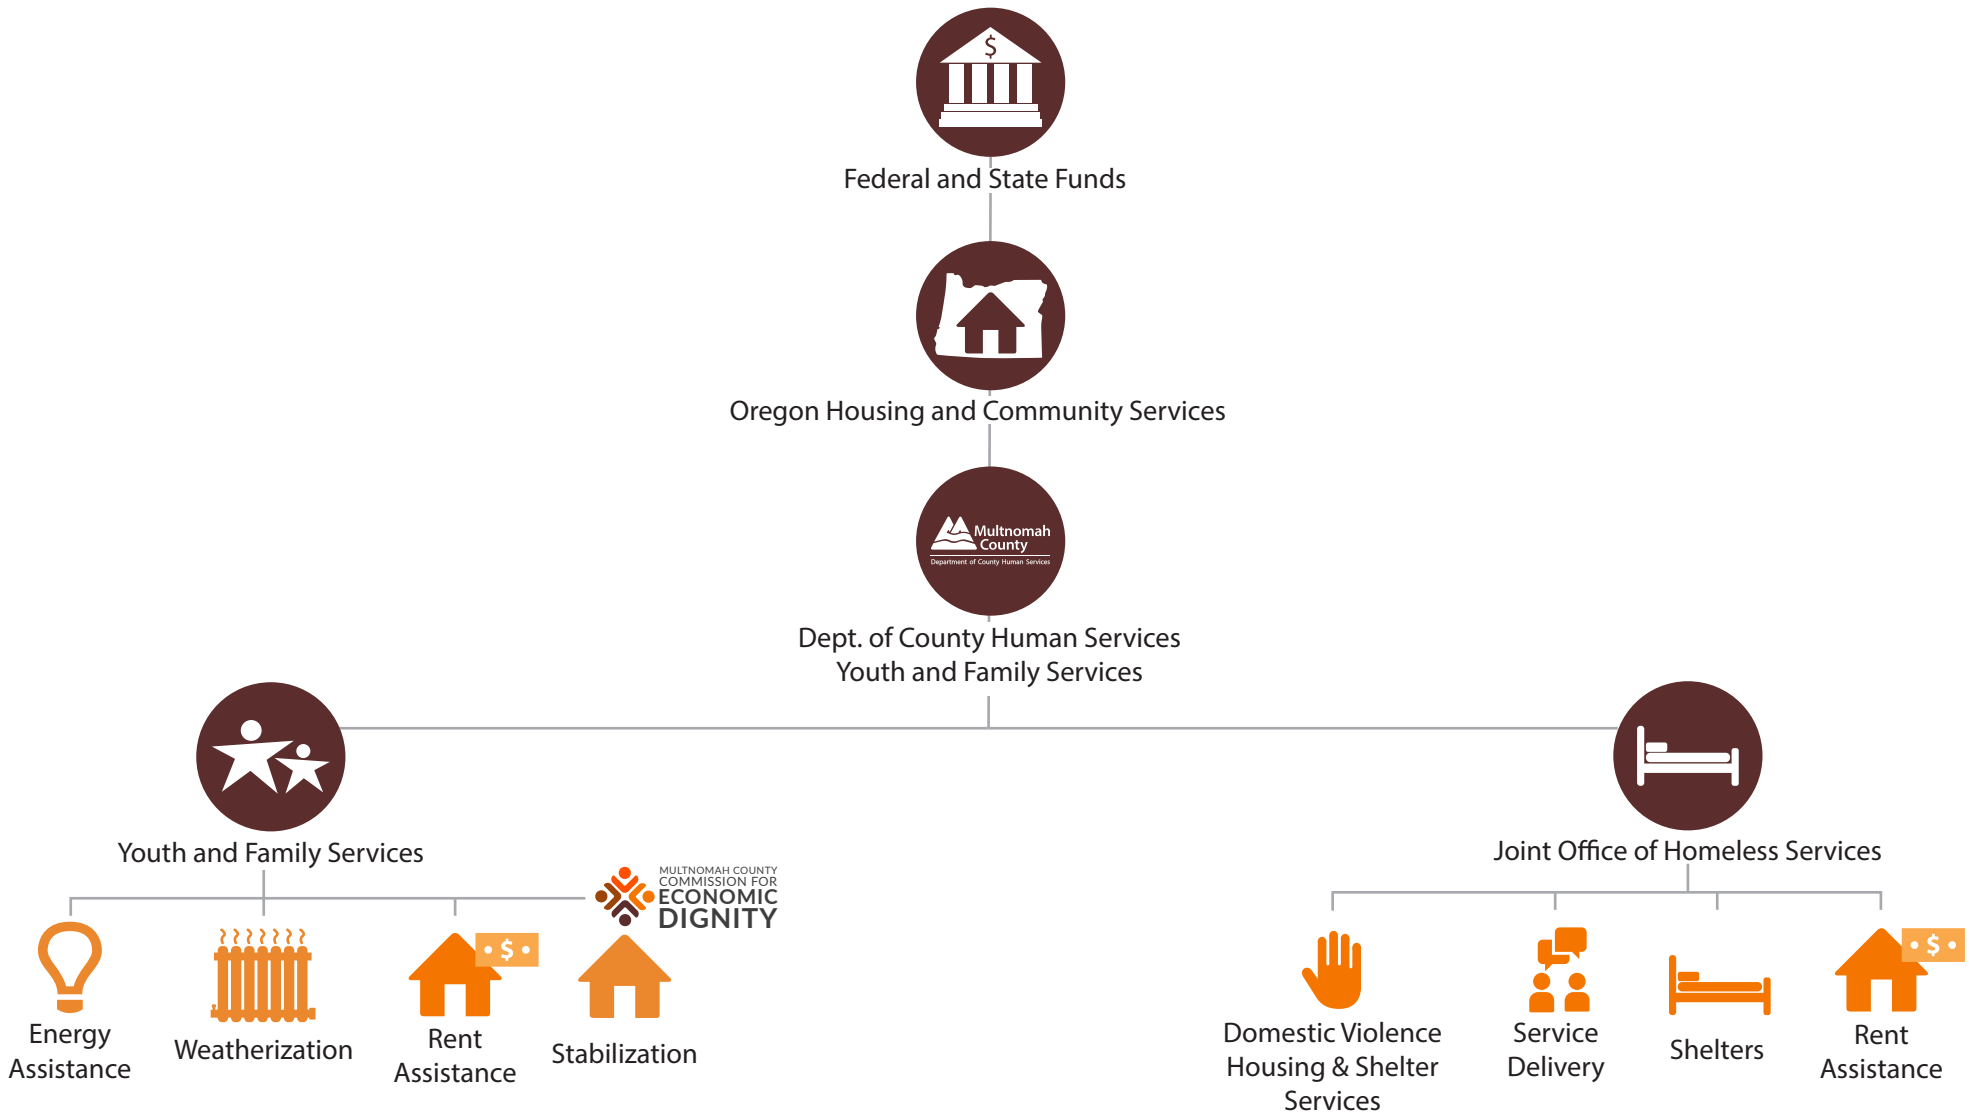 $
Federal and State Funds
Oregon Housing and Community Services
Multnomah
County
Department of County Human Services
Dept. of County Human Services
Youth and Family Services
Youth and Family Services
MULTNOMAH COUNTY
COMMISSION FOR
ECONOMIC
DIGNITY
Energy
Assistance
Weatherization
$
Rent
Assistance
Stabilization
Joint Office of Homeless Services
Domestic Violence
Housing & Shelter
Services
Service
Delivery
Shelters
$
Rent
Assistance